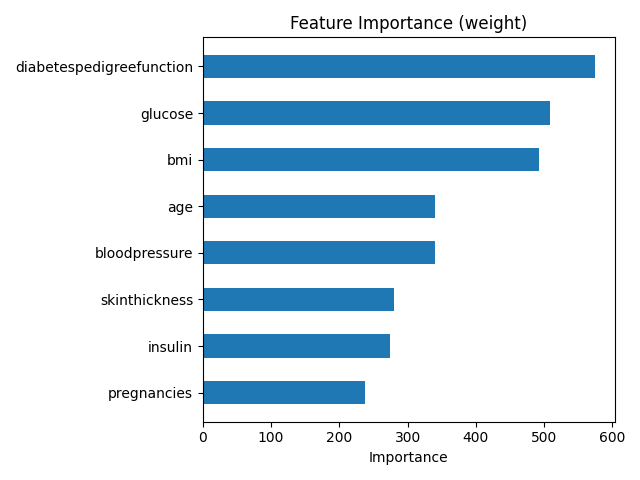 Feature Importance (weight)
diabetespedigreefunction
glucose
bmi
age
bloodpressure
skinthickness
insulin
pregnancies
0 100 200 300 400 500 600
Importance